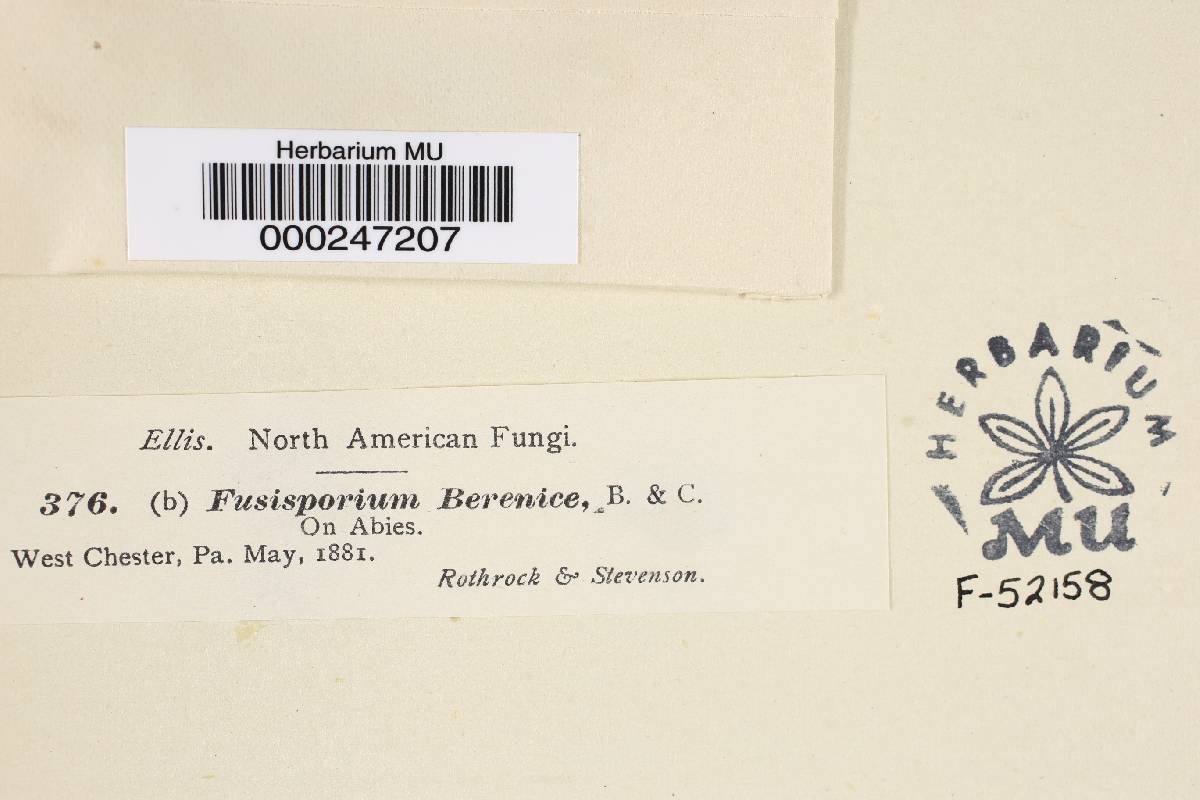 Herbarium MU
000247207
Ellis. North American Fungi.
376. (b) Fusisporium Berenice, B. & C.
On Abies.
West Chester, Pa. May, 1881.
Rothrock & Stevenson.
HERBARIUM
MU
F-52158